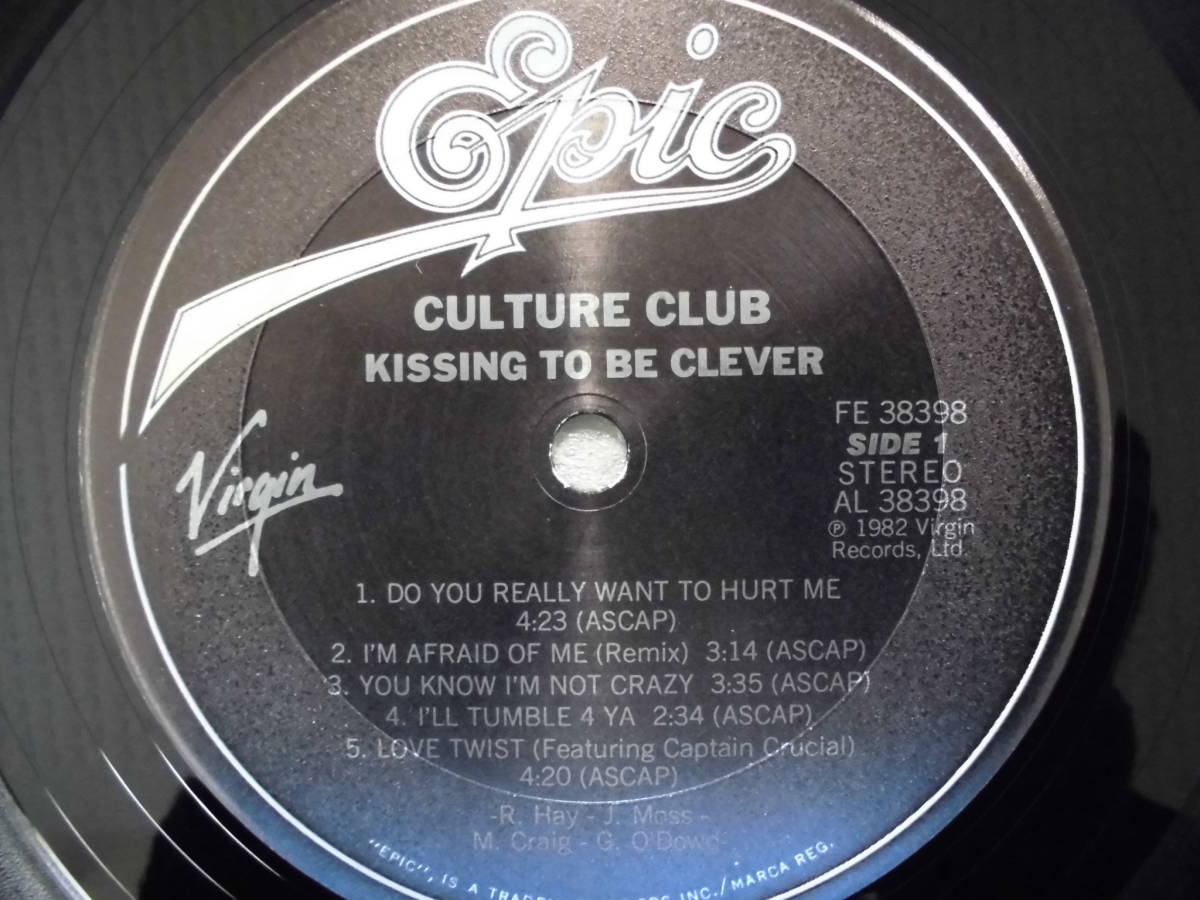 Epic
CULTURE CLUB
KISSING TO BE CLEVER
Virgin
FE 38398
SIDE 1
STEREO
AL 38398
℗ 1982 Virgin
Records, Ltd.
1. DO YOU REALLY WANT TO HURT ME
4:23 (ASCAP)
2. I'M AFRAID OF ME (Remix) 3:14 (ASCAP)
3. YOU KNOW I'M NOT CRAZY 3:35 (ASCAP)
4. I'LL TUMBLE 4 YA 2:34 (ASCAP)
5. LOVE TWIST (Featuring Captain Crucial)
4:20 (ASCAP)
-R. Hay - J. Moss -
M. Craig - G. O'Dowd-
"EPIC", IS A INC./MARCA REG.